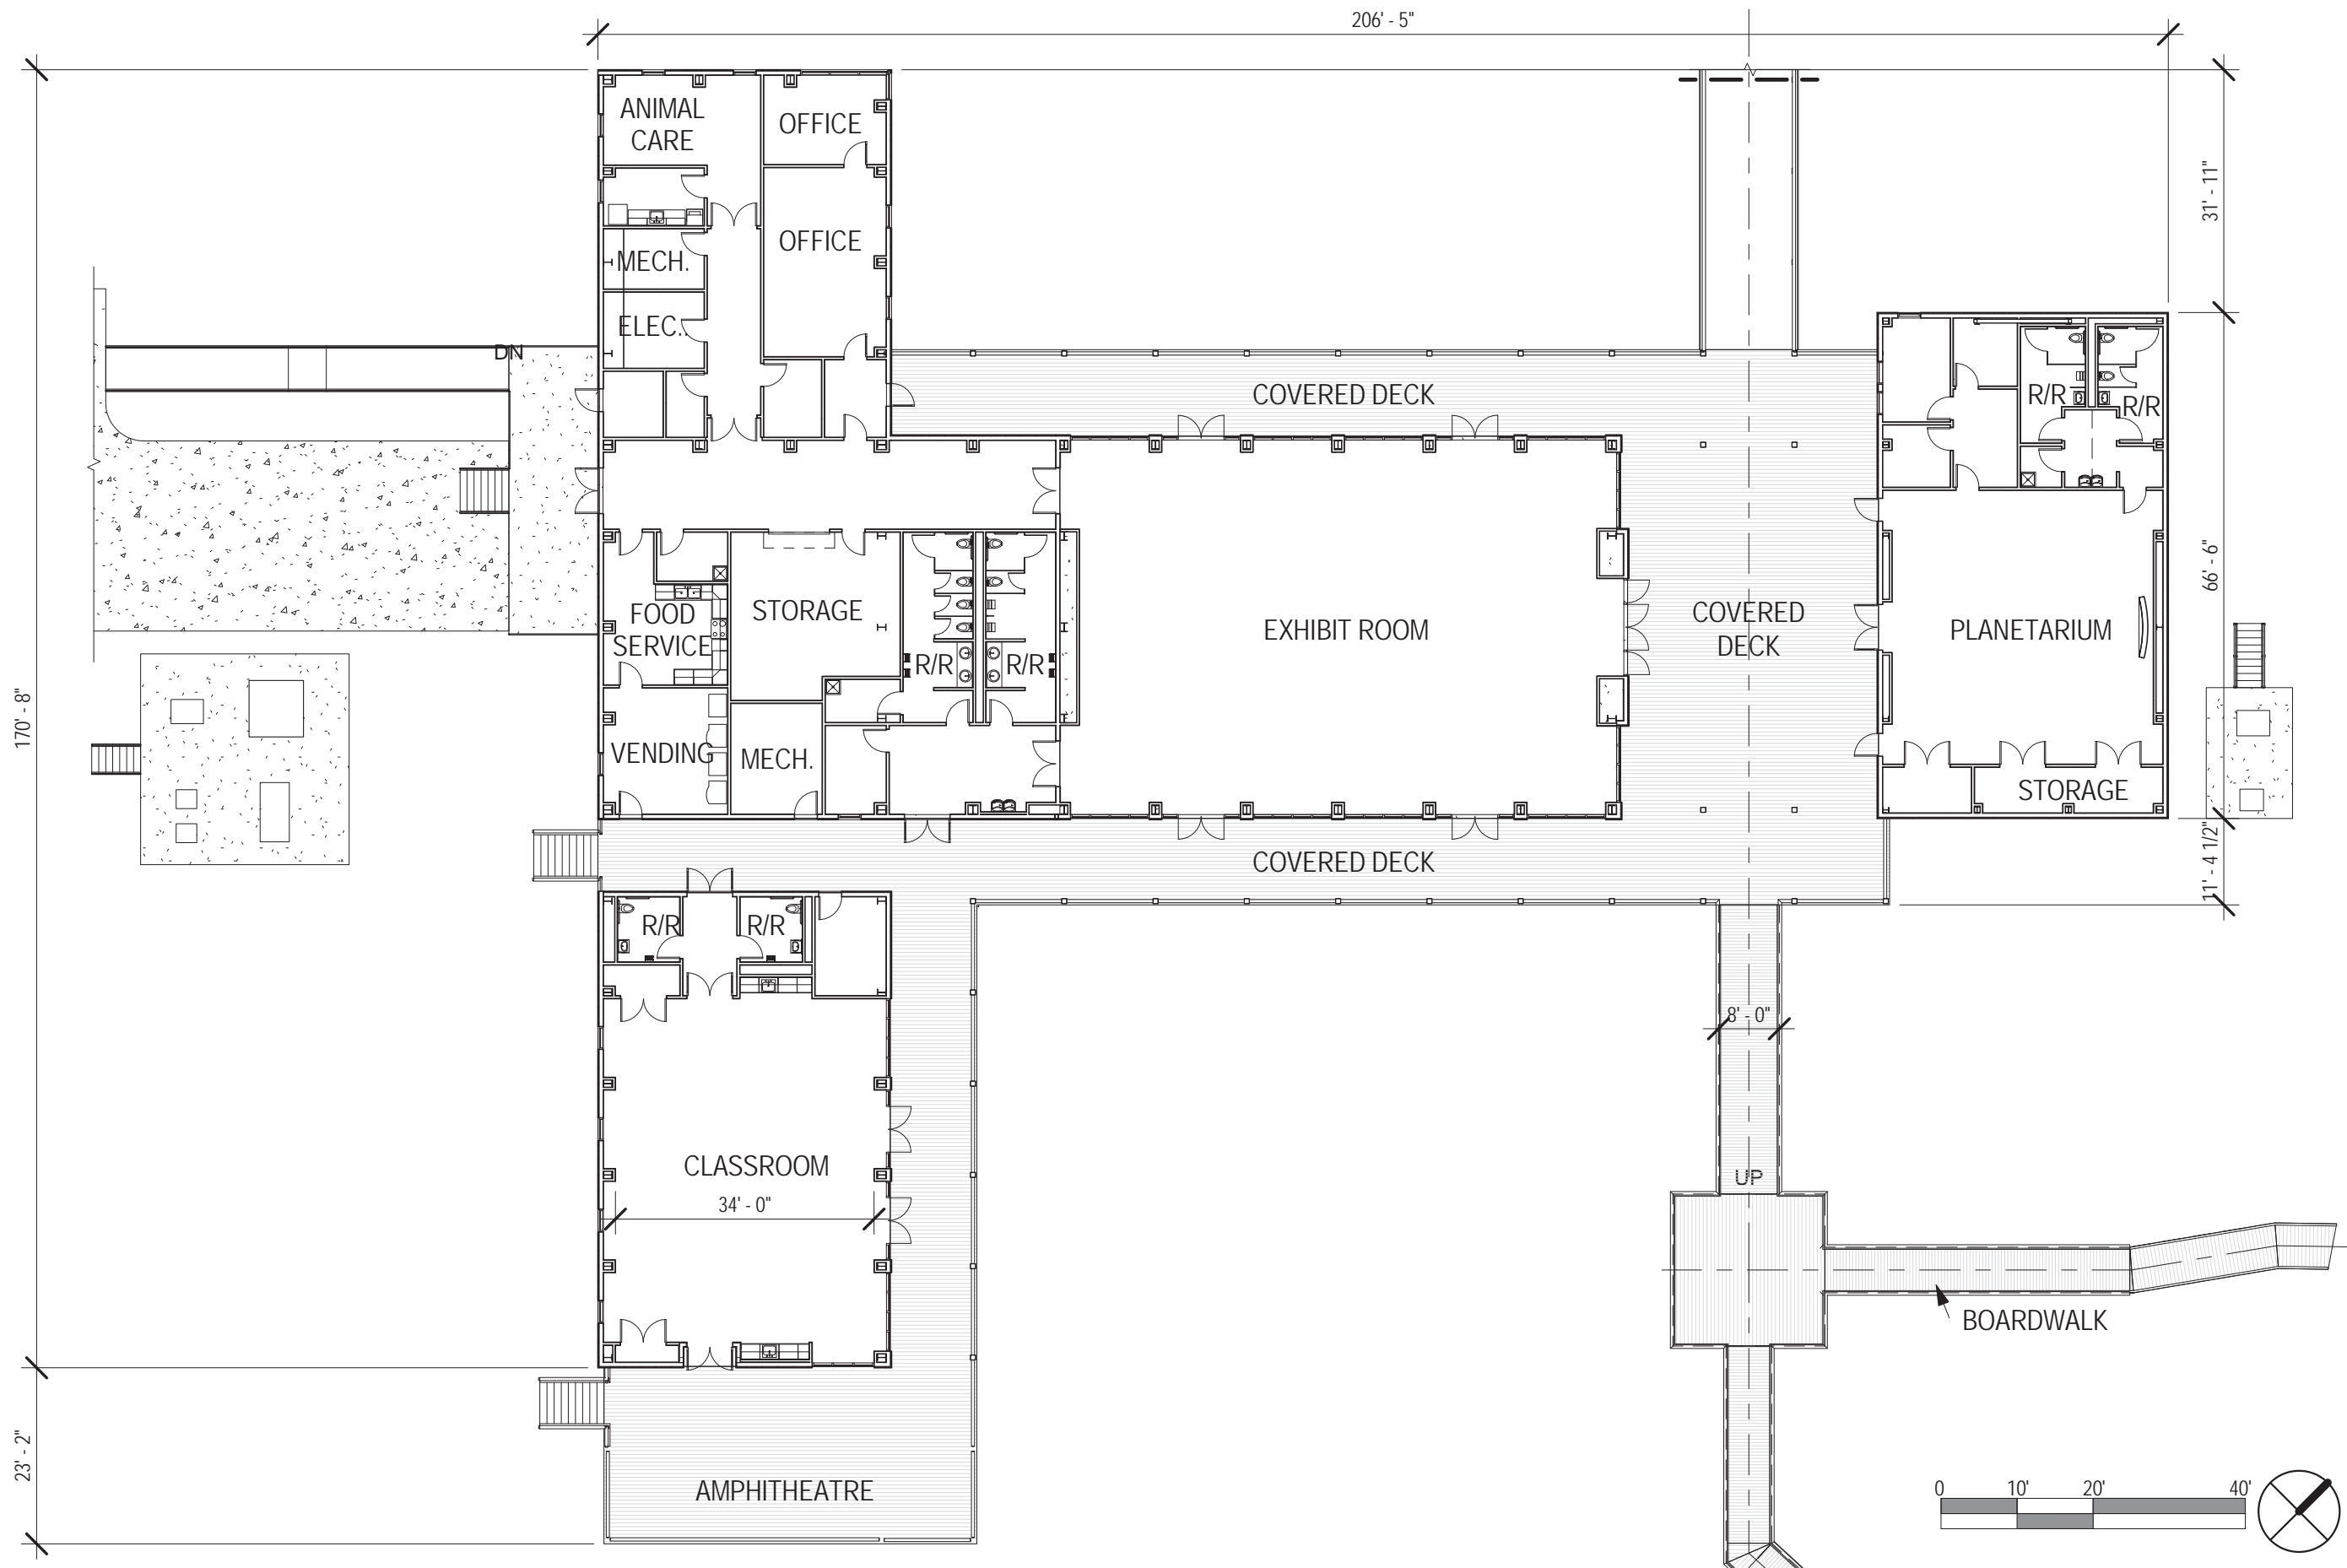 206' - 5"
ANIMAL
CARE
OFFICE
31' - 11"
OFFICE
MECH.
ELEC..
DN
COVERED DECK
R/R
R/R
66' - 6"
FOOD
SERVICE
STORAGE
R/R
R/R
EXHIBIT ROOM
COVERED
DECK
PLANETARIUM
170' - 8"
VENDING
MECH.
STORAGE
COVERED DECK
11' - 4 1/2"
R/R
R/R
8' - 0"
CLASSROOM
34' - 0"
UP
BOARDWALK
23' - 2"
AMPHITHEATRE
0 10' 20' 40'